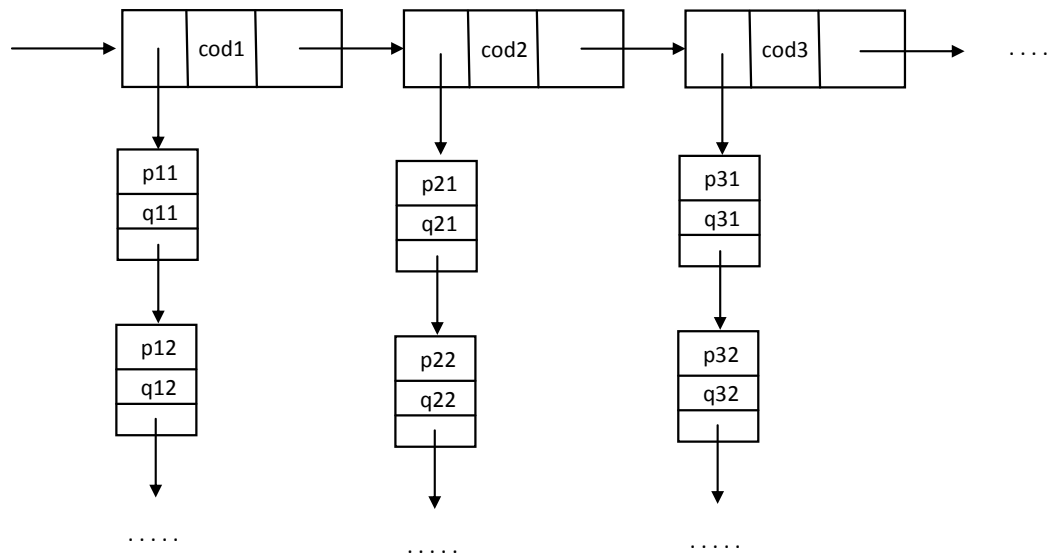 cod1 cod2 cod3 . . . .
p11 p21 p31
q11 q21 q31
p12 p22 p32
q12 q22 q32
. . . . . . . . . . . . . . .